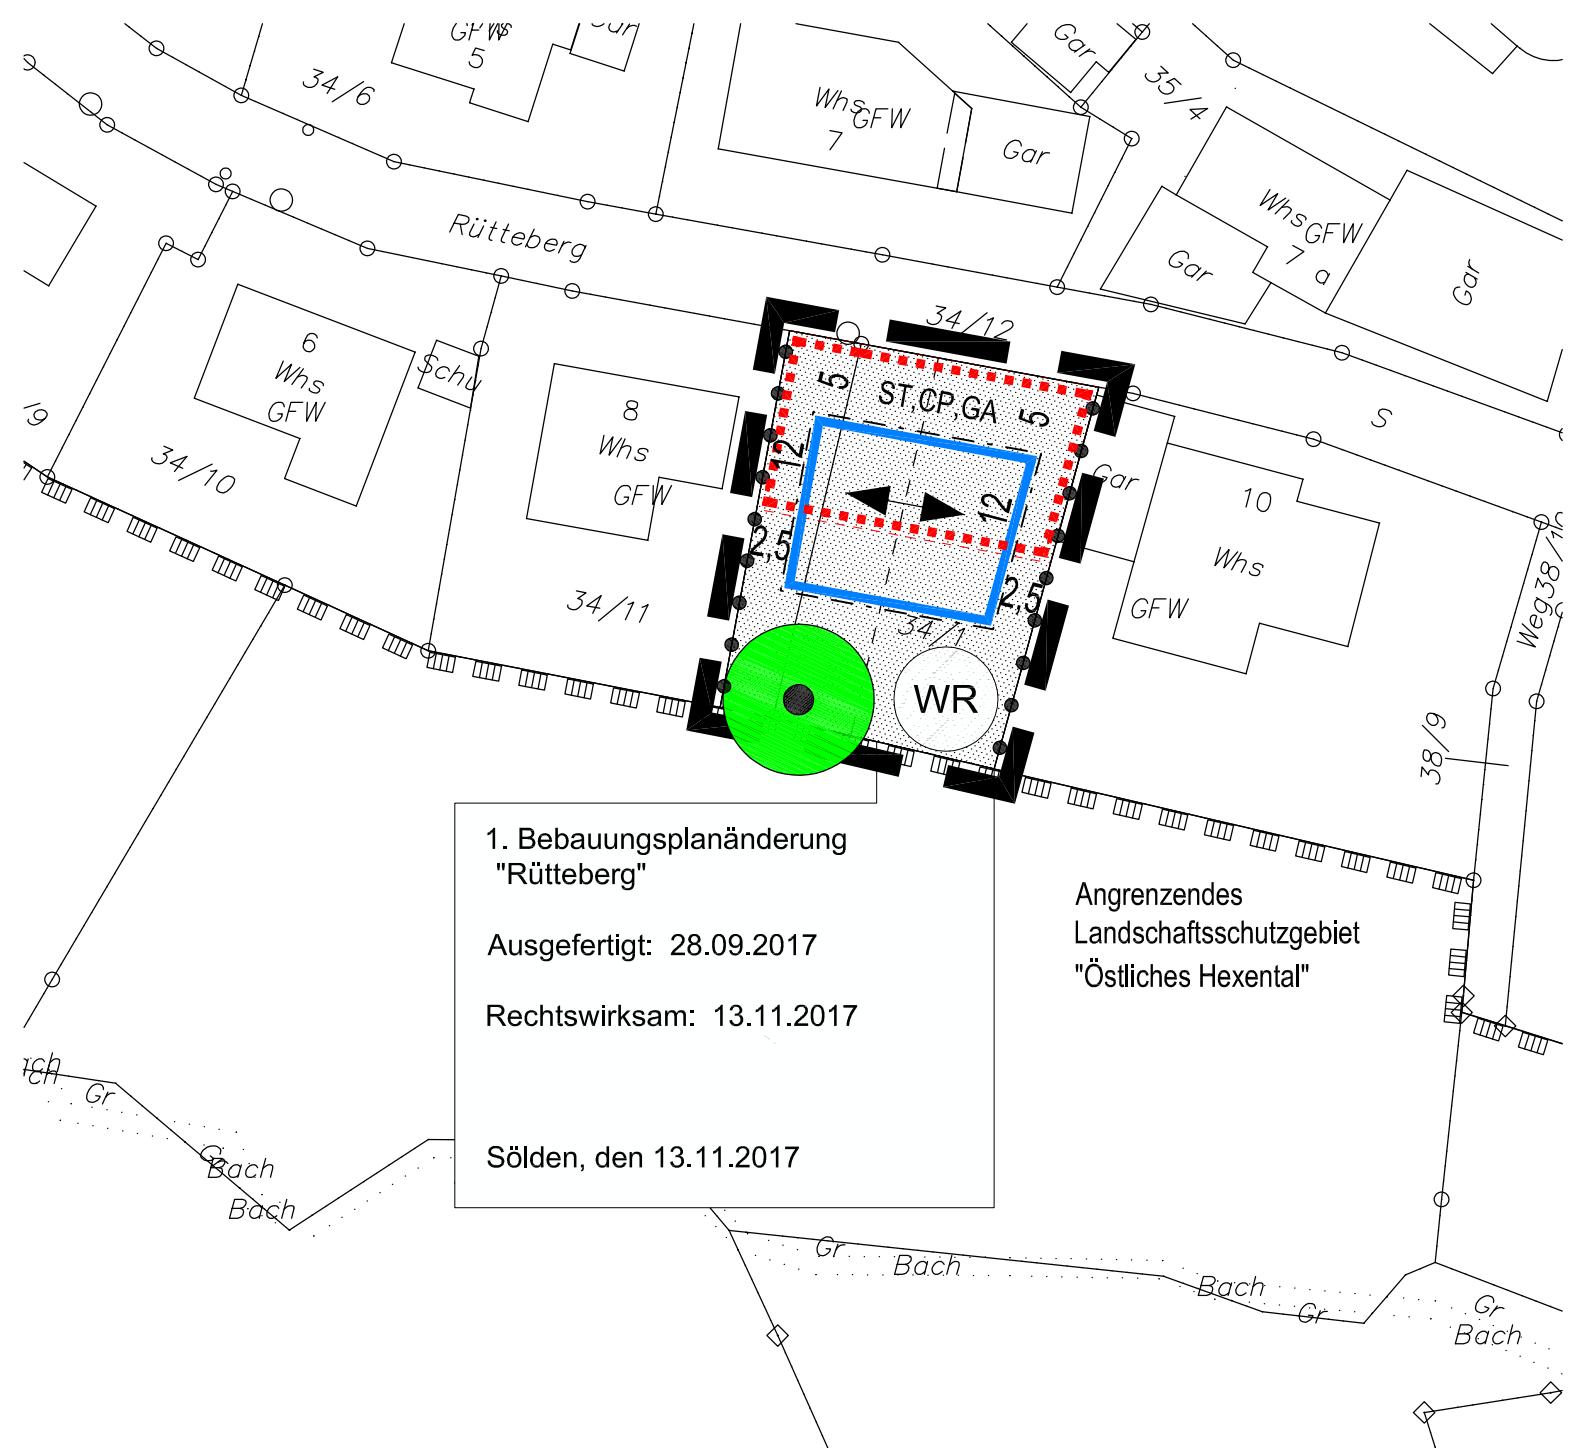 GFW
5
34/6
Whs
GFW
7
Gar
Gar
35/4
Whs
GFW
7 a
Gar
Gar
Rütteberg
34/12
6
Whs
GFW
Schu
34/10
8
Whs
GFW
34/11
5
ST,CP,GA
5
12
12
2,5
2,5
34/1
WR
Gar
10
Whs
GFW
S
Weg38/10
38/9
1. Bebauungsplanänderung
"Rütteberg"
Ausgefertigt: 28.09.2017
Rechtswirksam: 13.11.2017
Sölden, den 13.11.2017
Angrenzendes
Landschaftsschutzgebiet
"Östliches Hexental"
Gr
Gr
Bach
Bach
Gr
Bach
Bach
Gr
Gr
Bach